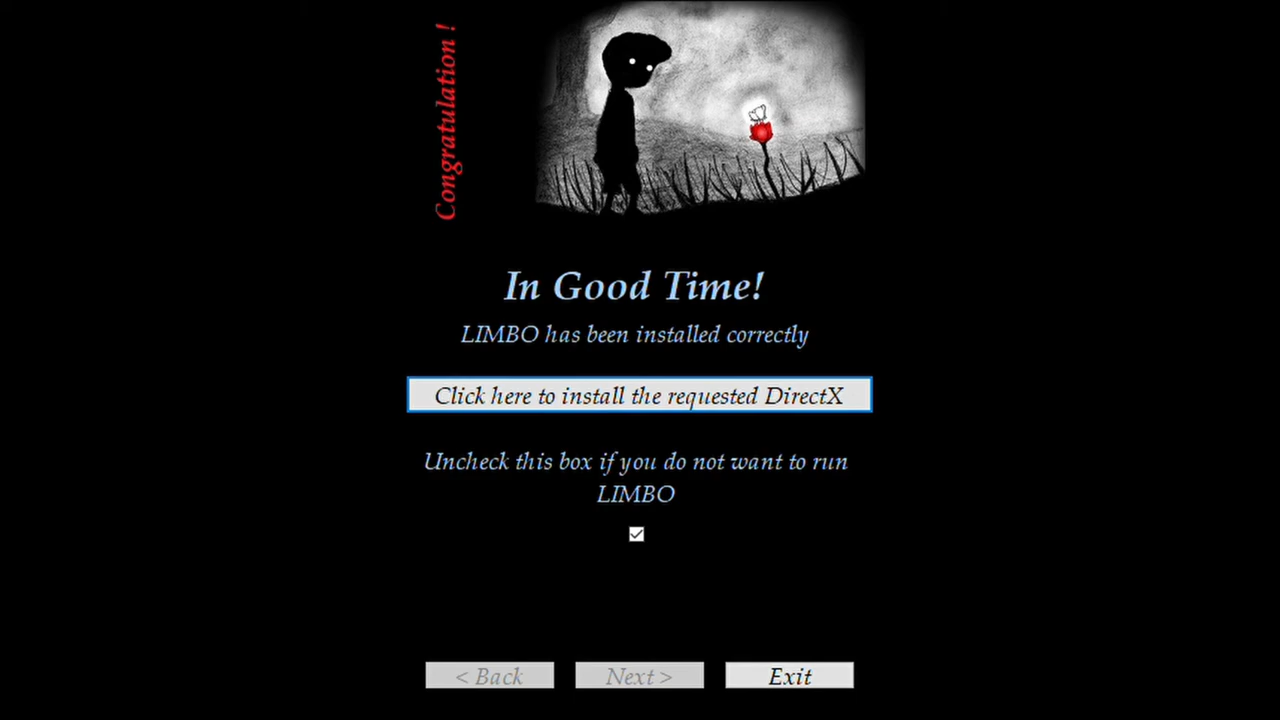 Congratulation !
In Good Time!
LIMBO has been installed correctly
Click here to install the requested DirectX
Uncheck this box if you do not want to run
LIMBO
< Back
Next >
Exit